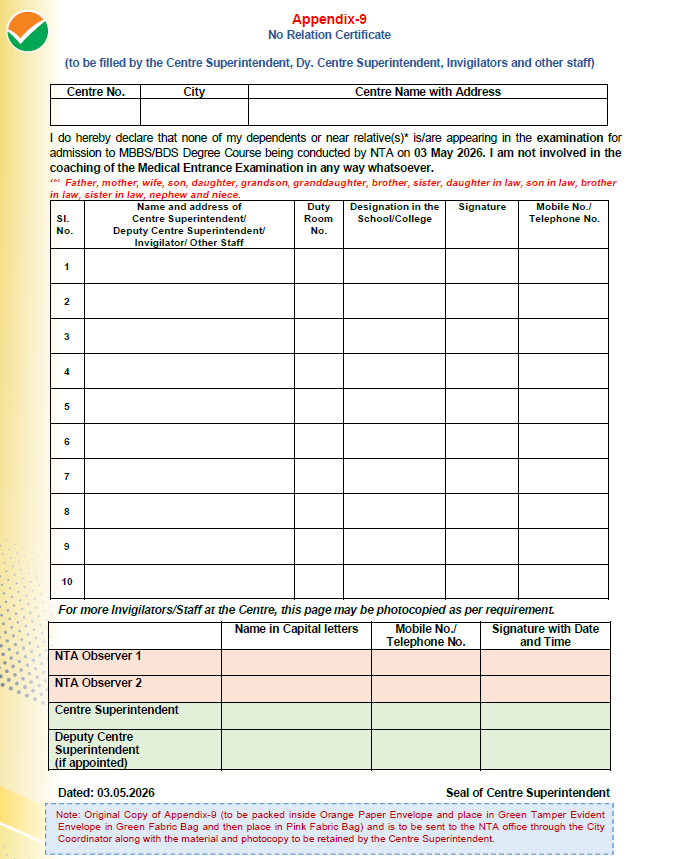 Appendix-9
No Relation Certificate
(to be filled by the Centre Superintendent, Dy. Centre Superintendent, Invigilators and other staff)
Centre No. City Centre Name with Address
I do hereby declare that none of my dependents or near relative(s)* is/are appearing in the examination for
admission to MBBS/BDS Degree Course being conducted by NTA on 03 May 2026. I am not involved in the
coaching of the Medical Entrance Examination in any way whatsoever.
(*) Father, mother, wife, son, daughter, grandson, granddaughter, brother, sister, daughter in law, son in law, brother
in law, sister in law, nephew and niece.
Sl. No.
Name and address of
Centre Superintendent/
Deputy Centre Superintendent/
Invigilator/ Other Staff
Duty
Room
No.
Designation in the
School/College
Signature
Mobile No./
Telephone No.
1
2
3
4
5
6
7
8
9
10
For more Invigilators/Staff at the Centre, this page may be photocopied as per requirement.
Name in Capital letters
Mobile No./
Telephone No.
Signature with Date
and Time
NTA Observer 1
NTA Observer 2
Centre Superintendent
Deputy Centre
Superintendent
(if appointed)
Dated: 03.05.2026 Seal of Centre Superintendent
Note: Original Copy of Appendix-9 (to be packed inside Orange Paper Envelope and place in Green Tamper Evident
Envelope in Green Fabric Bag and then place in Pink Fabric Bag) and is to be sent to the NTA office through the City
Coordinator along with the material and photocopy to be retained by the Centre Superintendent.